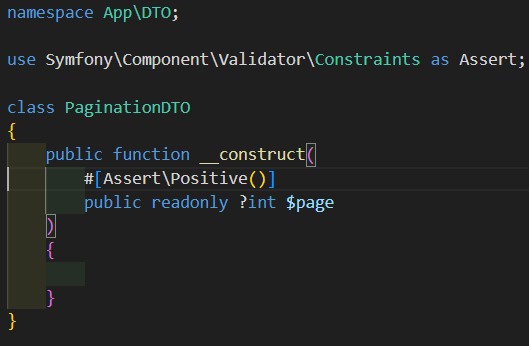 namespace App\DTO;
use Symfony\Component\Validator\Constraints as Assert;
class PaginationDTO
{
public function __construct(
#[Assert\Positive()]
public readonly ?int $page
)
{
}
}